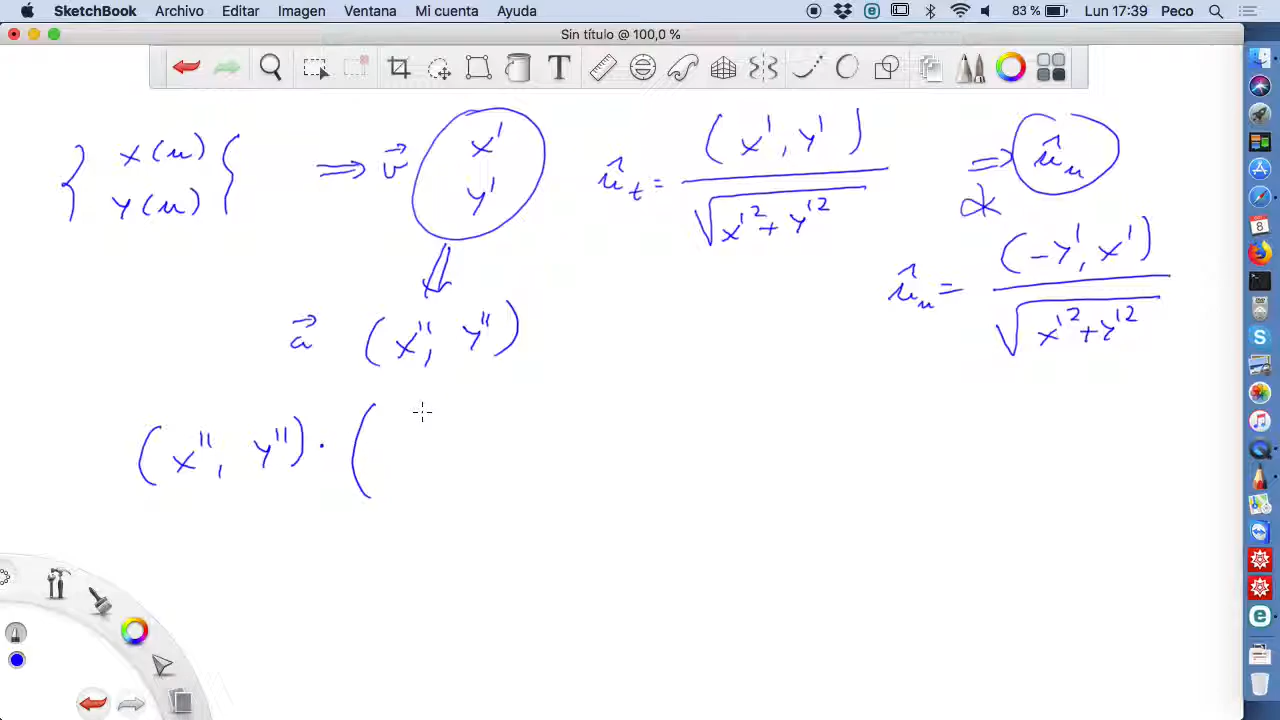 SketchBook Archivo Editar Imagen Ventana Mi cuenta Ayuda 83 % Lun 17:39 Peco
Sin título @ 100,0 %
{ x(u) } ⟹ v⃗ x' û_t = (x', y') / √(x'² + y'²) ⟹ û_n
y(u) y'
û_n = (-y', x') / √(x'² + y'²)
a⃗ (x'', y'')
(x'', y'') · (